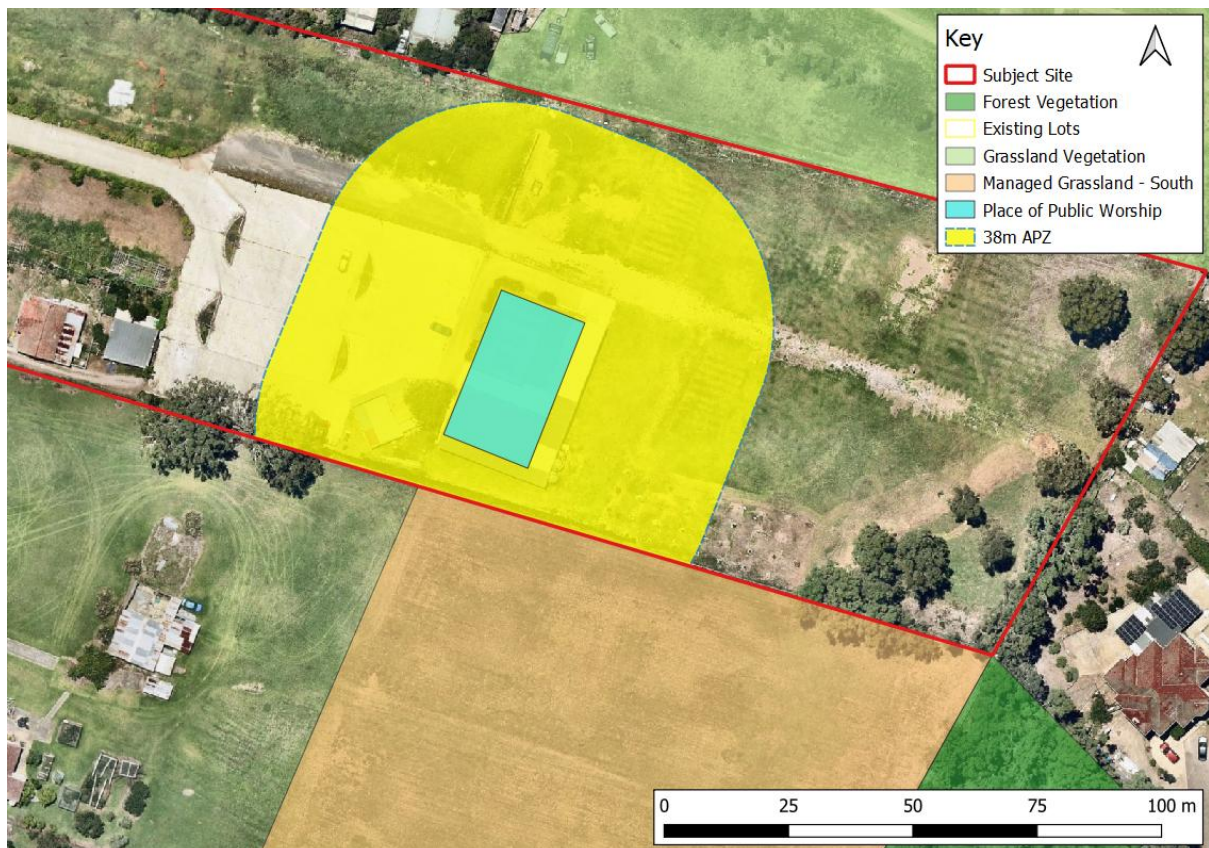 Key
Subject Site
Forest Vegetation
Existing Lots
Grassland Vegetation
Managed Grassland - South
Place of Public Worship
38m APZ
0 25 50 75 100 m